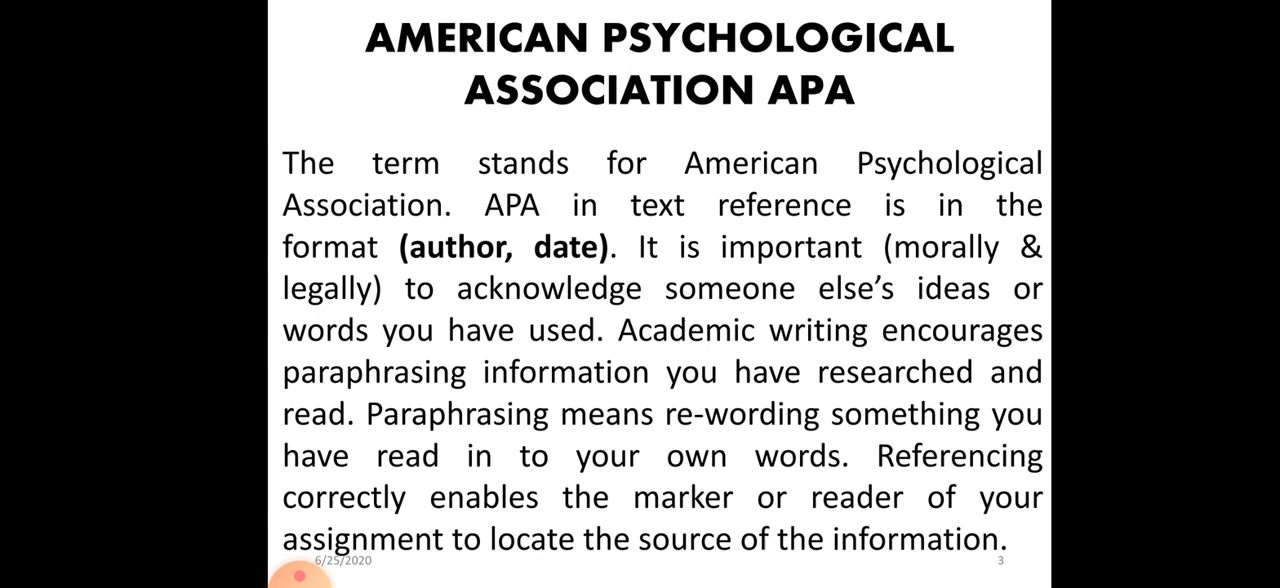 AMERICAN PSYCHOLOGICAL
ASSOCIATION APA
The term stands for American Psychological
Association. APA in text reference is in the
format (author, date). It is important (morally &
legally) to acknowledge someone else’s ideas or
words you have used. Academic writing encourages
paraphrasing information you have researched and
read. Paraphrasing means re-wording something you
have read in to your own words. Referencing
correctly enables the marker or reader of your
assignment to locate the source of the information.
6/25/2020 3